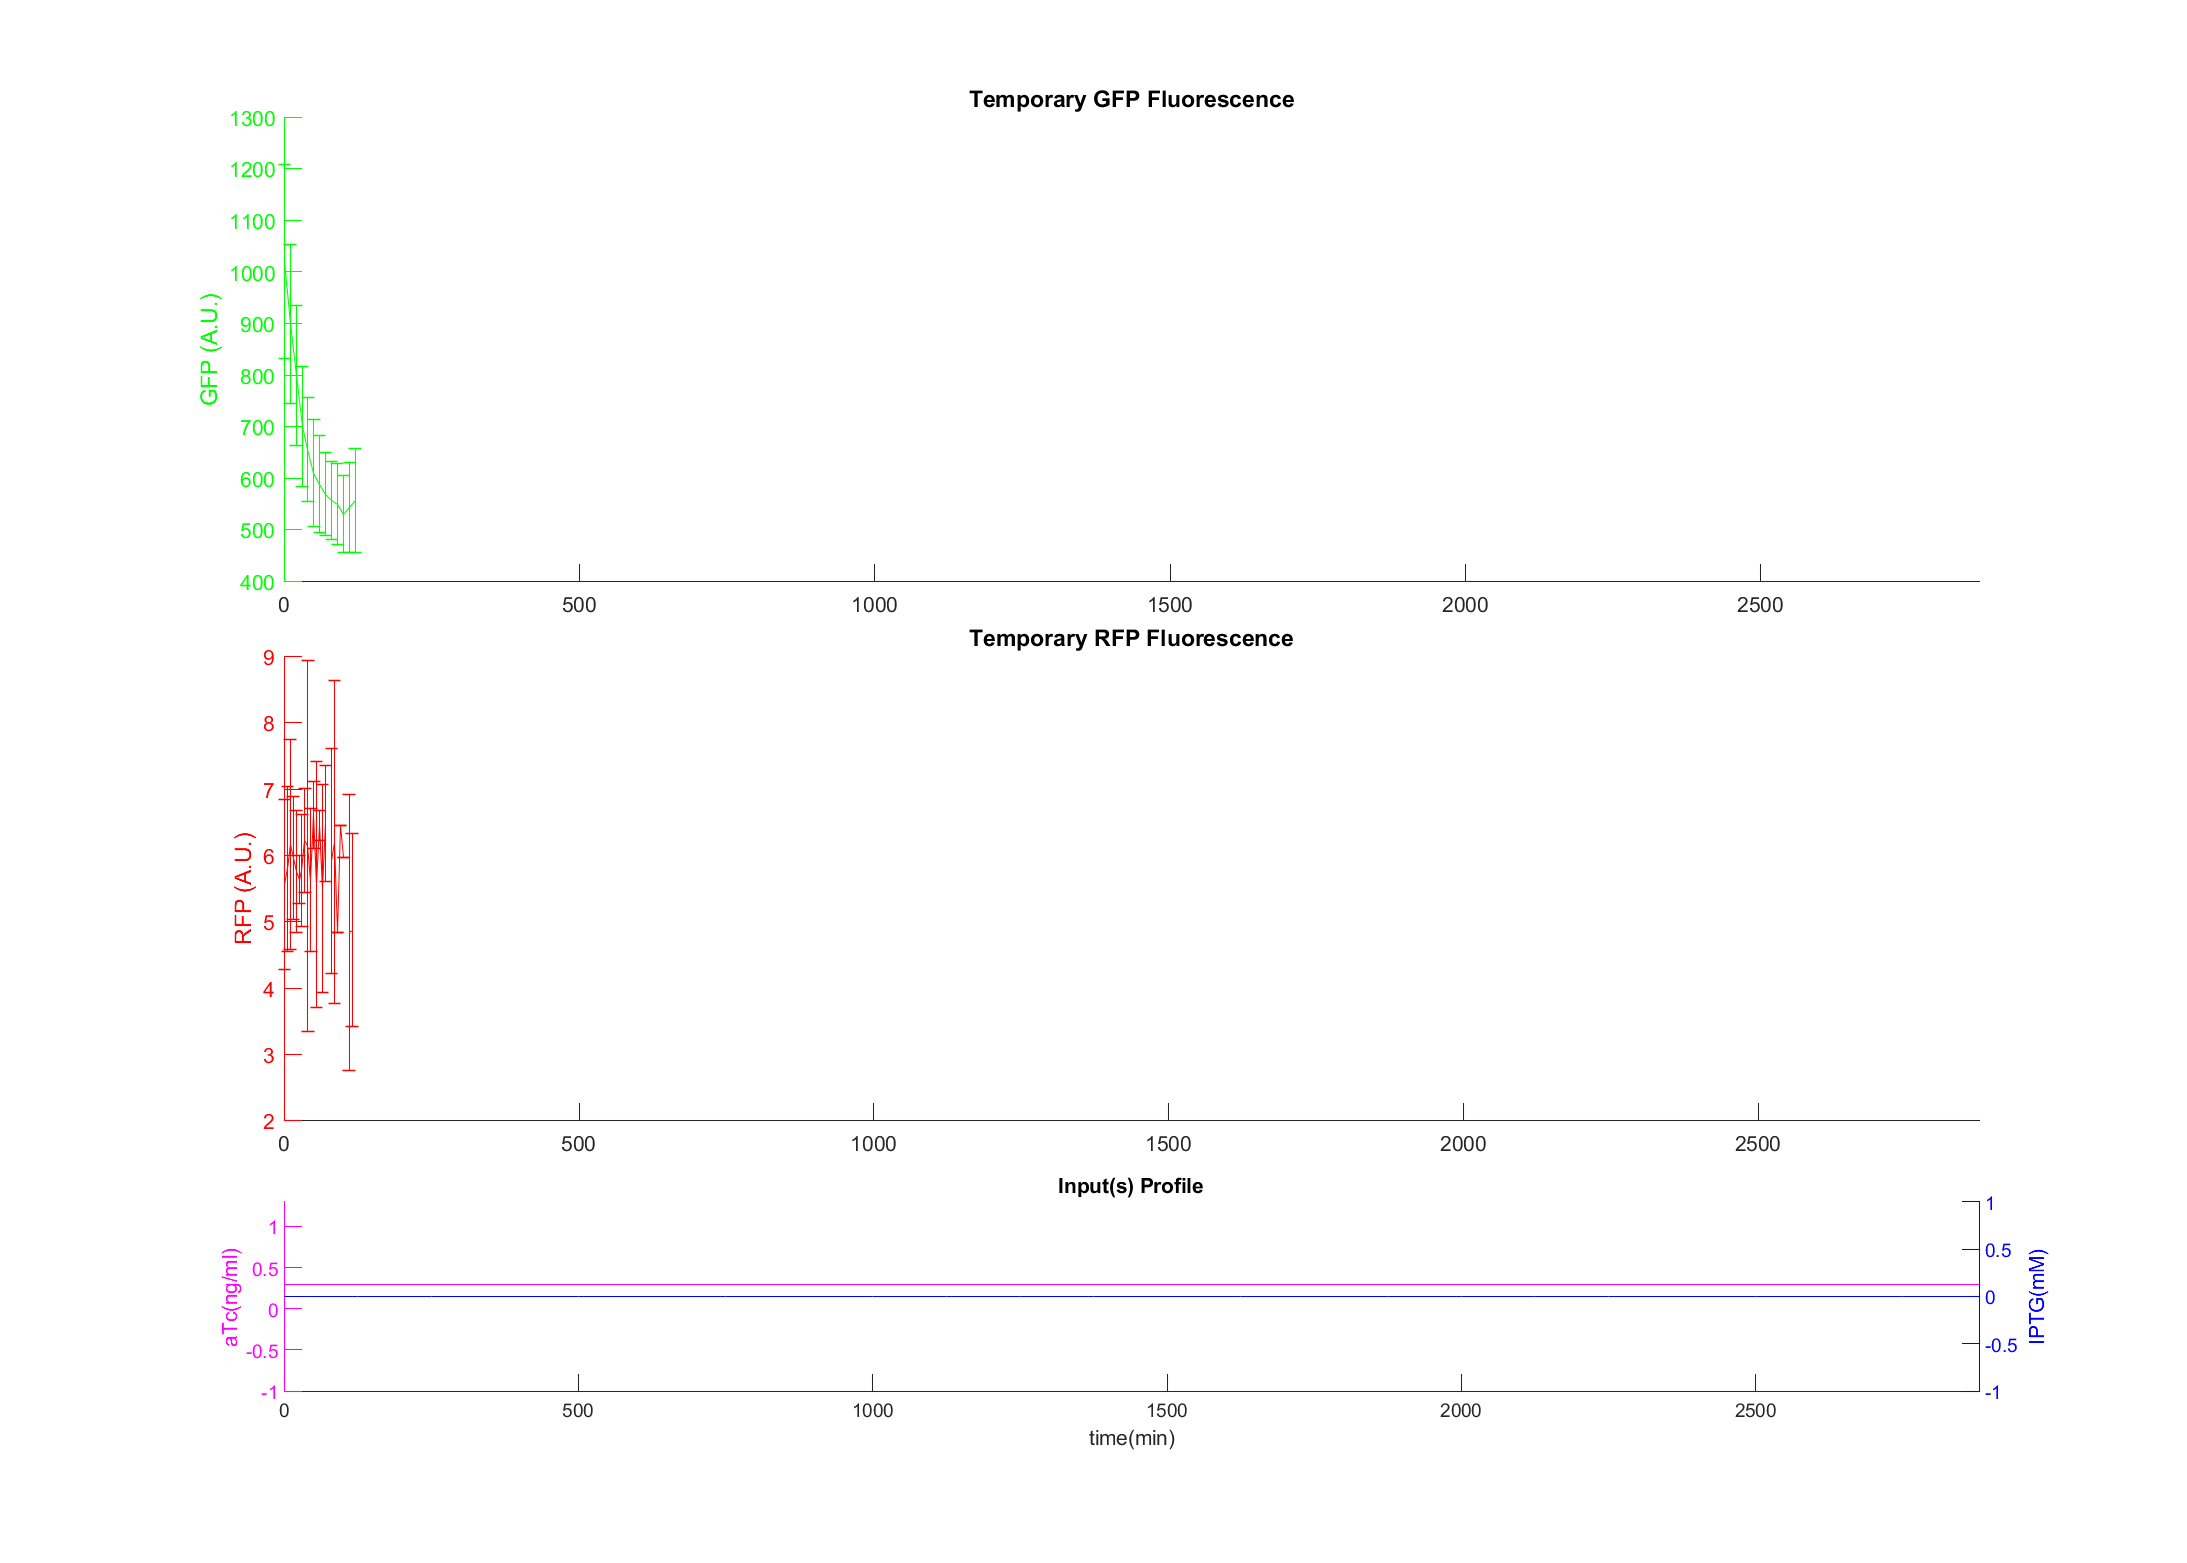 Temporary GFP Fluorescence
GFP (A.U.)
1300
1200
1100
1000
900
800
700
600
500
400
0 500 1000 1500 2000 2500
Temporary RFP Fluorescence
RFP (A.U.)
9
8
7
6
5
4
3
2
0 500 1000 1500 2000 2500
Input(s) Profile
aTc(ng/ml)
1
0.5
0
-0.5
-1
1
0.5
0
-0.5
-1
IPTG(mM)
0 500 1000 1500 2000 2500
time(min)